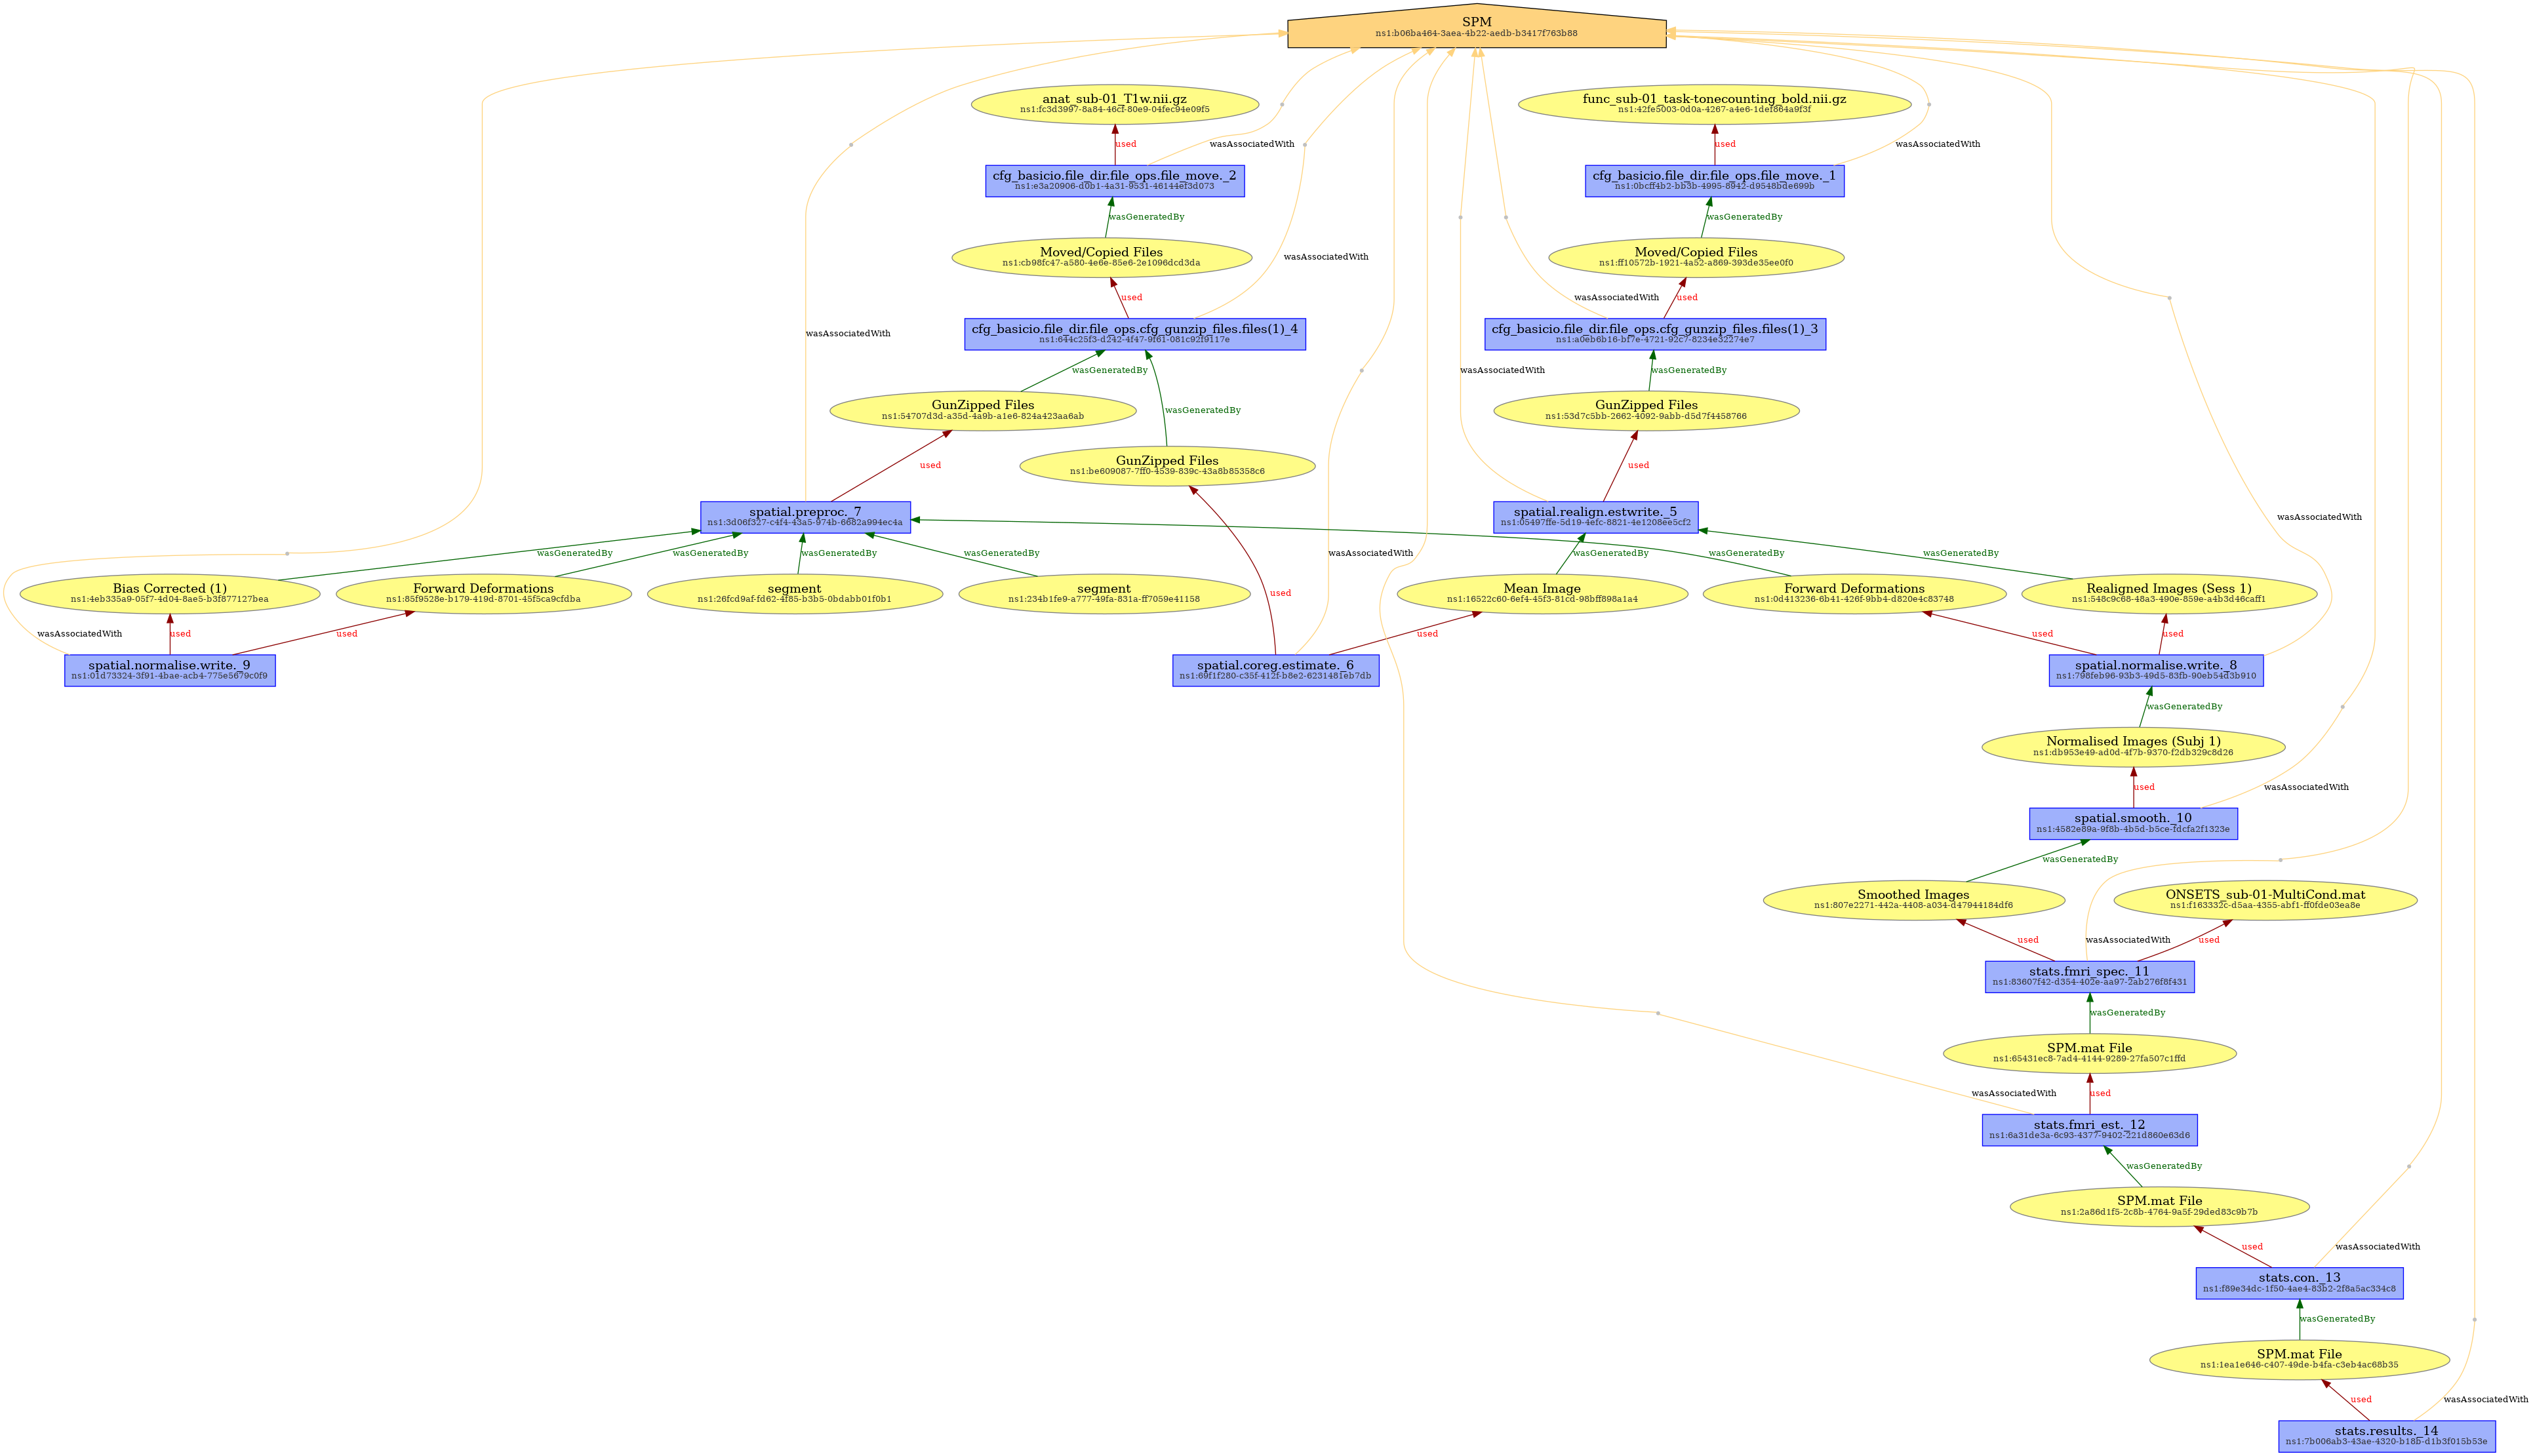 SPM
ns1:b06ba464-3aea-4b22-aedb-b3417f763b88
anat_sub-01_T1w.nii.gz
ns1:fc3d3997-8a84-46cf-80e9-04fec94e09f5
func_sub-01_task-tonecounting_bold.nii.gz
ns1:42fe5003-0d0a-4267-a4e6-1def864a9f3f
used
wasAssociatedWith
used
wasAssociatedWith
cfg_basicio.file_dir.file_ops.file_move._2
ns1:e3a20906-d0b1-4a31-9531-46144ef3d073
cfg_basicio.file_dir.file_ops.file_move._1
ns1:0bcff4b2-bb3b-4995-8942-d9548bde699b
wasGeneratedBy
wasGeneratedBy
Moved/Copied Files
ns1:cb98fc47-a580-4e6e-85e6-2e1096dcd3da
wasAssociatedWith
Moved/Copied Files
ns1:ff10572b-1921-4a52-a869-393de35ee0f0
used
wasAssociatedWith
used
cfg_basicio.file_dir.file_ops.cfg_gunzip_files.files(1)_4
ns1:644c25f3-d242-4f47-9f61-081c92f9117e
cfg_basicio.file_dir.file_ops.cfg_gunzip_files.files(1)_3
ns1:a0eb6b16-bf7e-4721-92c7-8234e32274e7
wasAssociatedWith
wasGeneratedBy
wasAssociatedWith
wasGeneratedBy
GunZipped Files
ns1:54707d3d-a35d-4a9b-a1e6-824a423aa6ab
wasGeneratedBy
GunZipped Files
ns1:53d7c5bb-2662-4092-9abb-d5d7f4458766
used
GunZipped Files
ns1:be609087-7ff0-4539-839c-43a8b85358c6
used
spatial.preproc._7
ns1:3d06f327-c4f4-43a5-974b-6662a994ec4a
spatial.realign.estwrite._5
ns1:05497ffe-5d19-4efc-8821-4e1208ee5cf2
wasAssociatedWith
wasGeneratedBy
wasGeneratedBy
wasGeneratedBy
wasGeneratedBy
wasAssociatedWith
wasGeneratedBy
wasGeneratedBy
wasGeneratedBy
Bias Corrected (1)
ns1:4eb335a9-05f7-4d04-8ae5-b3f877127bea
Forward Deformations
ns1:85f9528e-b179-419d-8701-45f5ca9cfdba
segment
ns1:26fcd9af-fd62-4f85-b3b5-0bdabb01f0b1
segment
ns1:234b1fe9-a777-49fa-831a-ff7059e41158
used
Mean Image
ns1:16522c60-6ef4-45f3-81cd-98bff898a1a4
Forward Deformations
ns1:0d413236-6b41-426f-9bb4-d820e4c83748
Realigned Images (Sess 1)
ns1:548c9c68-48a3-490e-859e-a4b3d46caff1
wasAssociatedWith
used
used
used
used
used
spatial.normalise.write._9
ns1:01d73324-3f91-4bae-acb4-775e5679c0f9
spatial.coreg.estimate._6
ns1:69f1f280-c35f-412f-b8e2-6231481eb7db
spatial.normalise.write._8
ns1:798feb96-93b3-49d5-83fb-90eb54d3b910
wasGeneratedBy
Normalised Images (Subj 1)
ns1:db953e49-ad0d-4f7b-9370-f2db329c8d26
used
wasAssociatedWith
spatial.smooth._10
ns1:4582e89a-9f8b-4b5d-b5ce-fdcfa2f1323e
wasGeneratedBy
Smoothed Images
ns1:807e2271-442a-4408-a034-d47944184df6
ONSETS_sub-01-MultiCond.mat
ns1:f163332c-d5aa-4355-abf1-ff0fde03ea8e
used
wasAssociatedWith
used
stats.fmri_spec._11
ns1:83607f42-d354-402e-aa97-2ab276f8f431
wasGeneratedBy
SPM.mat File
ns1:65431ec8-7ad4-4144-9289-27fa507c1ffd
wasAssociatedWith
used
stats.fmri_est._12
ns1:6a31de3a-6c93-4377-9402-221d860e63d6
wasGeneratedBy
SPM.mat File
ns1:2a86d1f5-2c8b-4764-9a5f-29ded83c9b7b
used
wasAssociatedWith
stats.con._13
ns1:f89e34dc-1f50-4ae4-83b2-2f8a5ac334c8
wasGeneratedBy
SPM.mat File
ns1:1ea1e646-c407-49de-b4fa-c3eb4ac68b35
used
wasAssociatedWith
stats.results._14
ns1:7b006ab3-43ae-4320-b18b-d1b3f015b53e